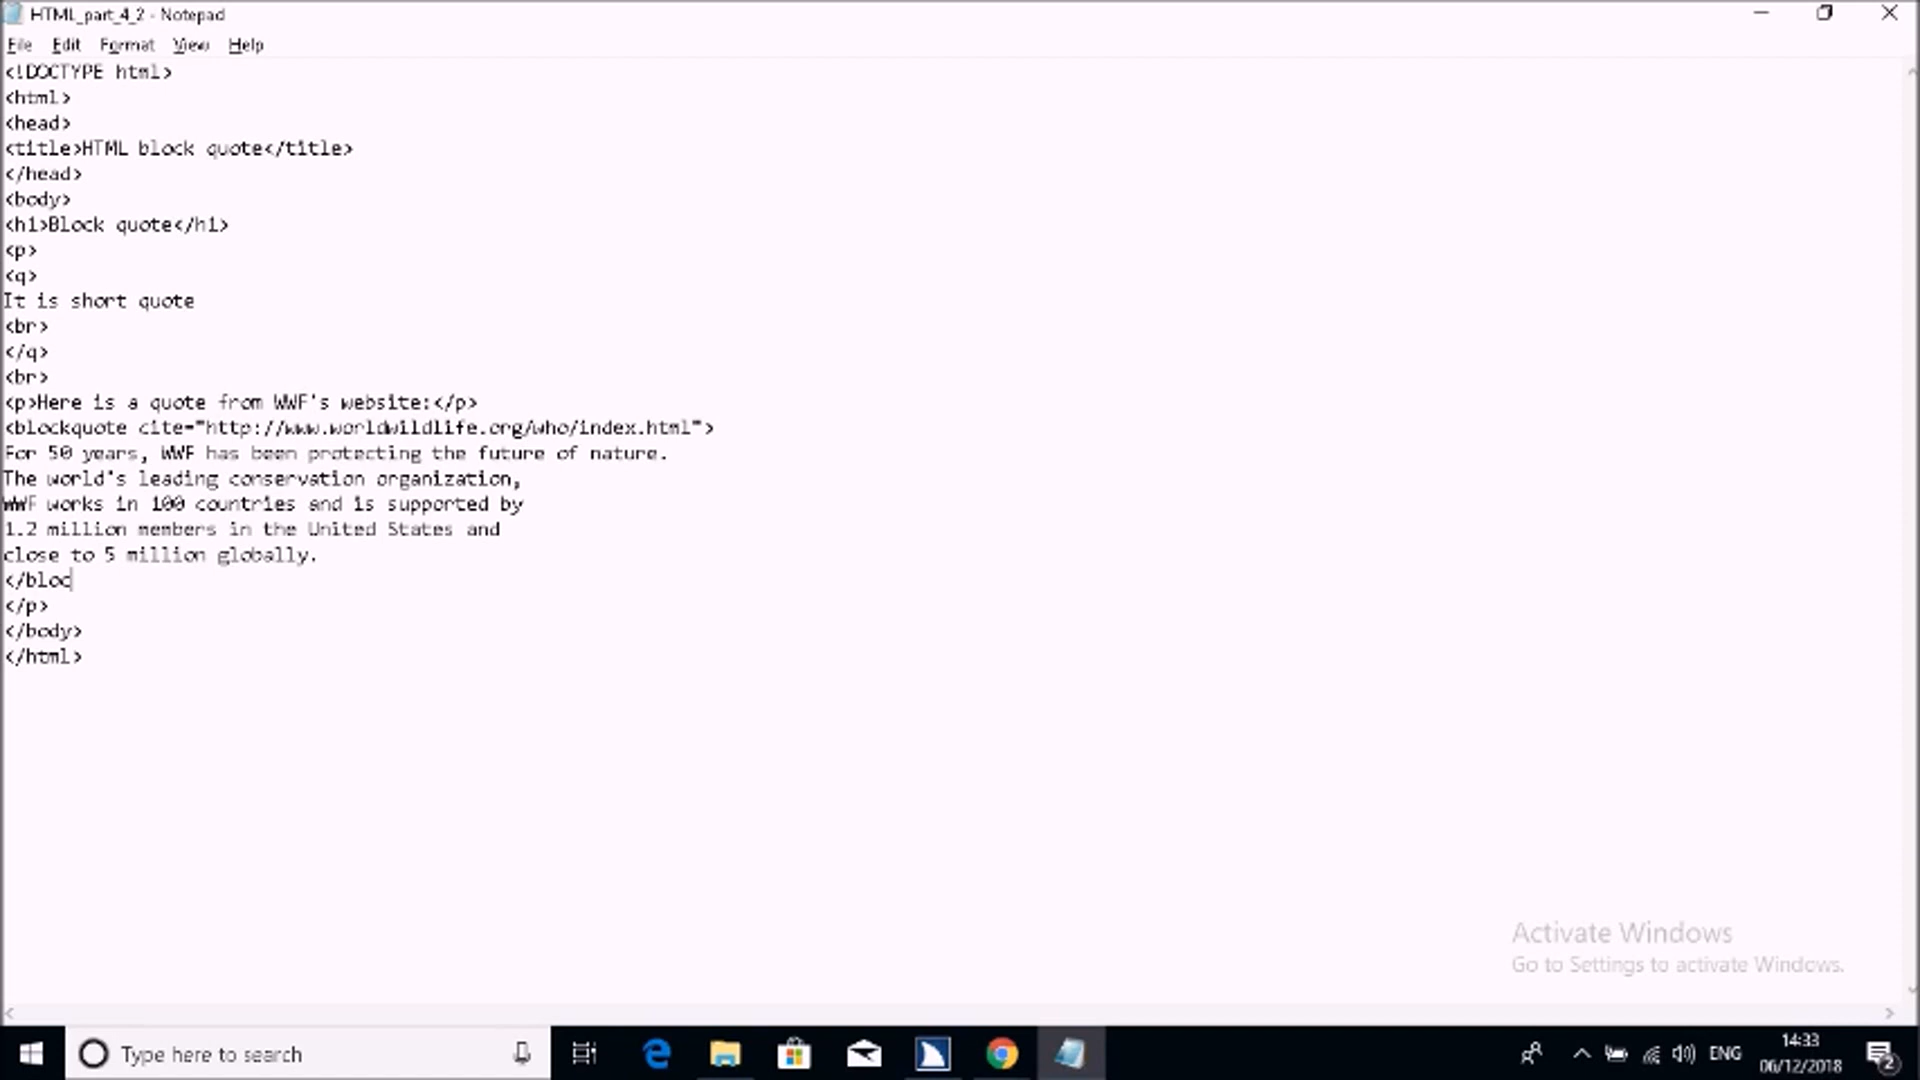 HTML_part_4_2 - Notepad
File Edit Format View Help
<!DOCTYPE html>
<html>
<head>
<title>HTML block quote</title>
</head>
<body>
<h1>Block quote</h1>
<p>
<q>
It is short quote
<br>
</q>
<br>
<p>Here is a quote from WWF's website:</p>
<blockquote cite="http://www.worldwildlife.org/who/index.html">
For 50 years, WWF has been protecting the future of nature.
The world's leading conservation organization,
WWF works in 100 countries and is supported by
1.2 million members in the United States and
close to 5 million globally.
</bloc
</p>
</body>
</html>
Activate Windows
Go to Settings to activate Windows.
Type here to search
ENG
14:33
06/12/2018
2